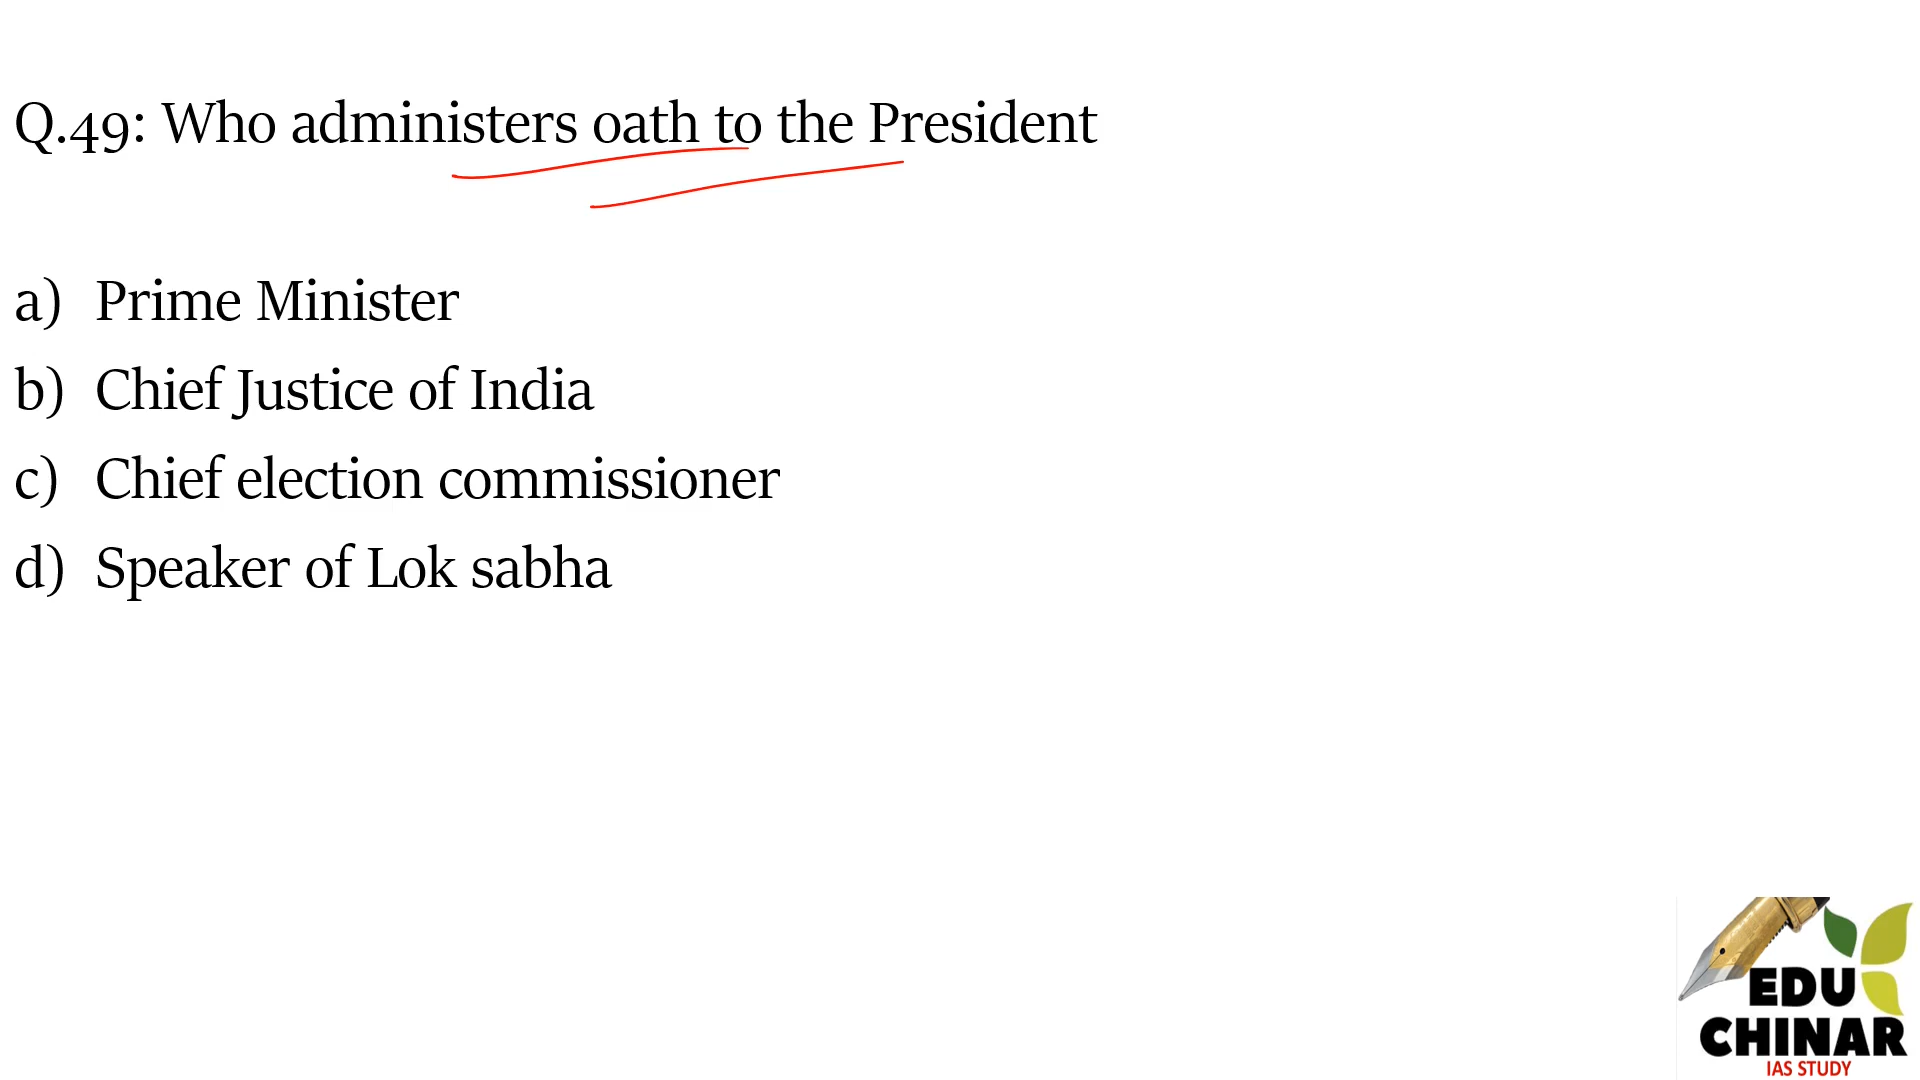 Q.49: Who administers oath to the President
a) Prime Minister
b) Chief Justice of India
c) Chief election commissioner
d) Speaker of Lok sabha
EDU
CHINAR
IAS STUDY